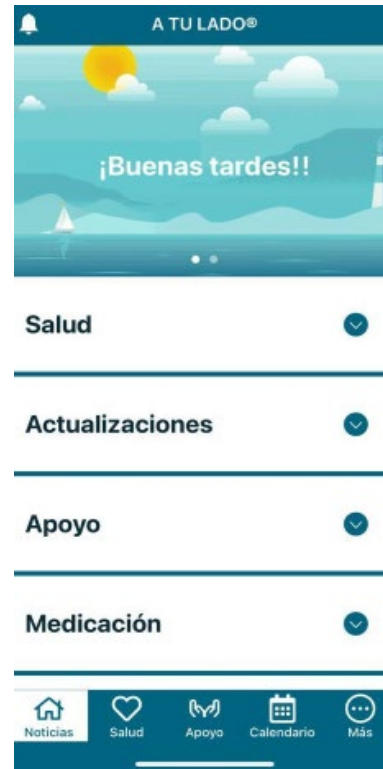 A TU LADO®
¡Buenas tardes!!
Salud
Actualizaciones
Apoyo
Medicación
Noticias Salud Apoyo Calendario Más